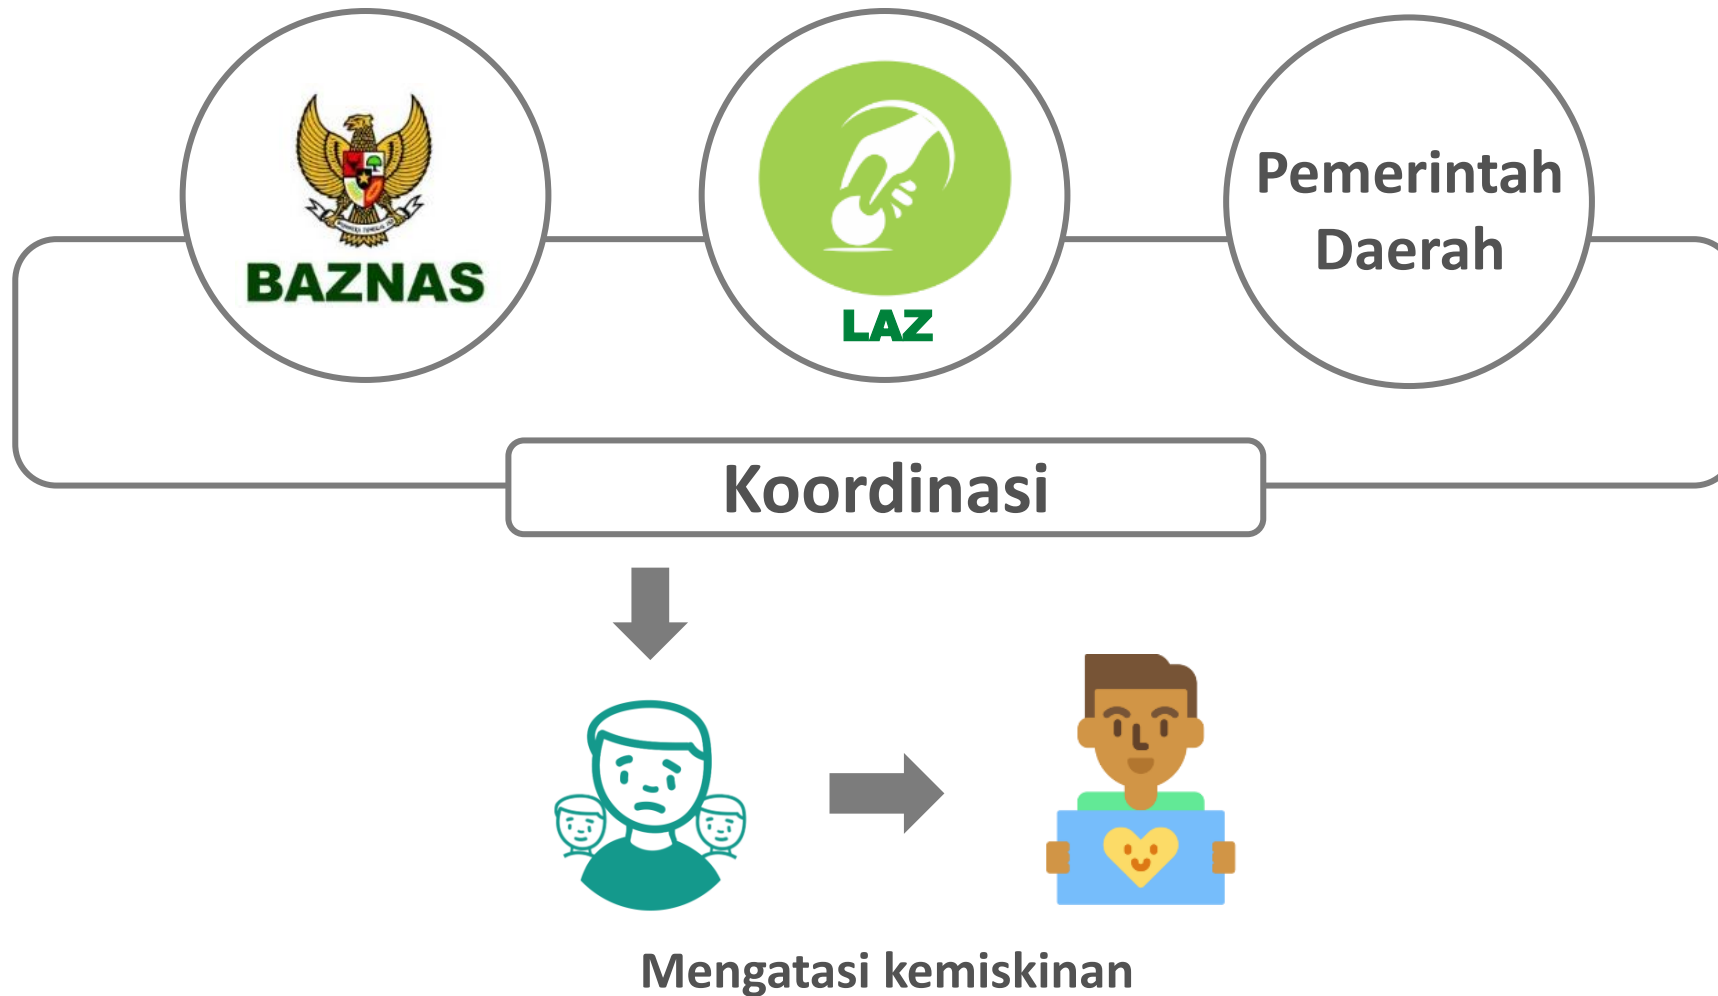 BAZNAS
LAZ
Pemerintah
Daerah
Koordinasi
Mengatasi kemiskinan